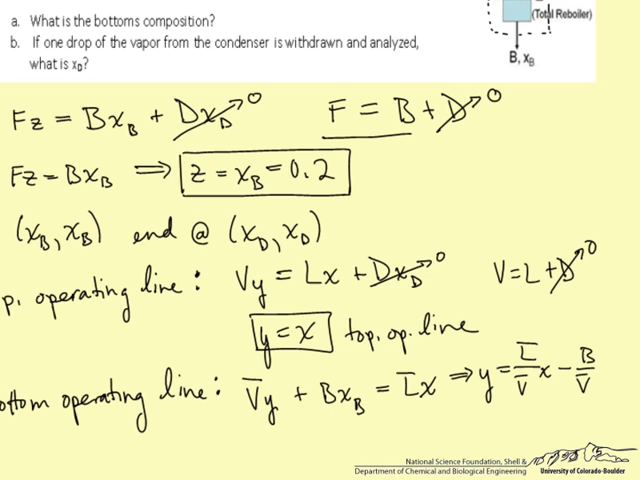 a. What is the bottoms composition?
b. If one drop of the vapor from the condenser is withdrawn and analyzed,
what is x_D?
(Total Reboiler)
B, x_B
Fz = Bx_B + Dx_D → 0
F = B + D → 0
Fz = Bx_B ⟹ z = x_B = 0.2
(x_B, x_B) end @ (x_D, x_D)
p. operating line: Vy = Lx + Dx_D → 0
V = L + D → 0
y = x top. op. line
ottom operating line: V̅y + Bx_B = L̅x ⟹ y = L̅/V̅ x - B/V̅
National Science Foundation, Shell &
Department of Chemical and Biological Engineering
University of Colorado-Boulder